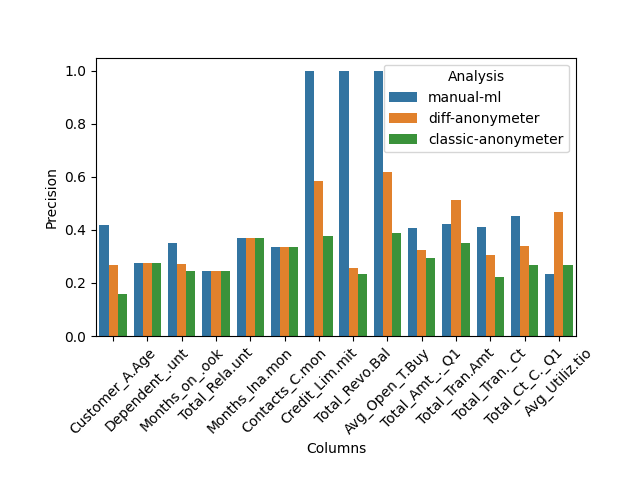 Analysis
manual-ml
diff-anonymeter
classic-anonymeter
Precision
1.0
0.8
0.6
0.4
0.2
0.0
Customer_A.Age
Dependent_.unt
Months_on_.ook
Total_Rela.unt
Months_Ina.mon
Contacts_C.mon
Credit_Lim.mit
Total_Revo.Bal
Avg_Open_T.Buy
Total_Amt_._Q1
Total_Tran.Amt
Total_Tran._Ct
Total_Ct_C._Q1
Avg_Utiliz.tio
Columns